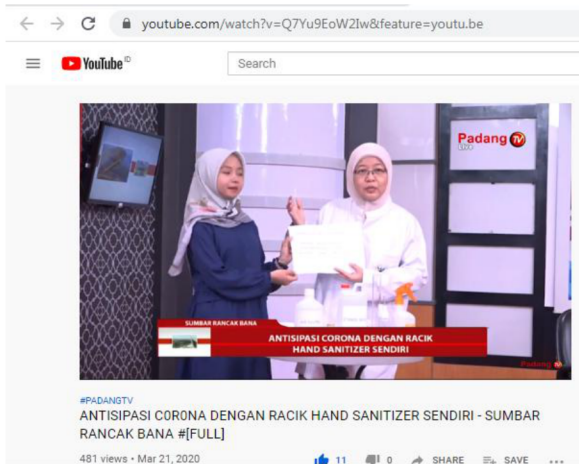 youtube.com/watch?v=Q7Yu9EoW2Iw&feature=youtu.be
YouTube ID
Search
Padang TV
Live
SUMBAR RANCAK BANA
ANTISIPASI CORONA DENGAN RACIK
HAND SANITIZER SENDIRI
Padang
#PADANGTV
ANTISIPASI C0R0NA DENGAN RACIK HAND SANITIZER SENDIRI - SUMBAR
RANCAK BANA #[FULL]
481 views • Mar 21, 2020
11 0 SHARE SAVE